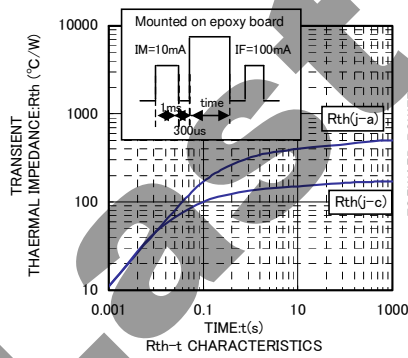 Mounted on epoxy board
IM=10mA IF=100mA
1ms time
300us
10000
1000
100
10
TRANSIENT
THAERMAL IMPEDANCE:Rth (°C/W)
Rth(j-a)
Rth(j-c)
0.001 0.1 10 1000
TIME:t(s)
Rth-t CHARACTERISTICS